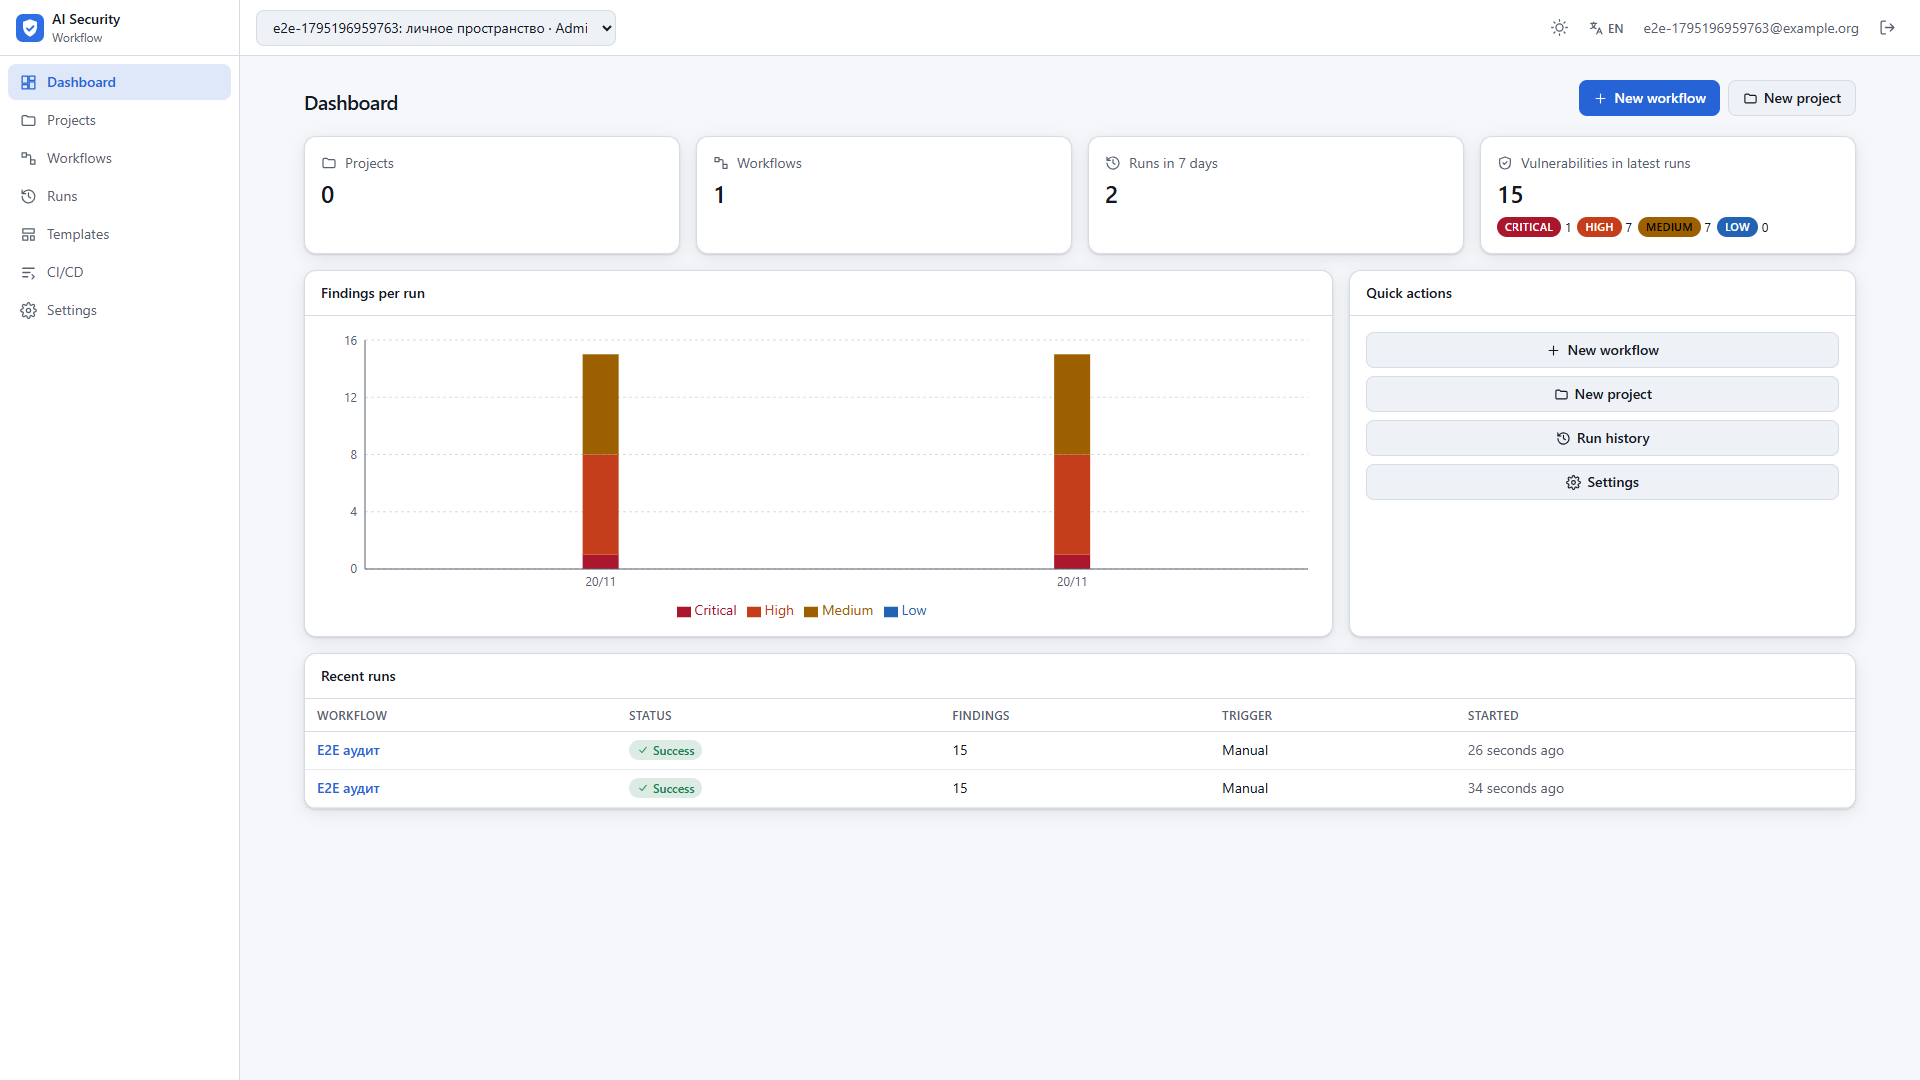 AI Security
Workflow
e2e-1795196959763: личное пространство · Admi
EN
e2e-1795196959763@example.org
Dashboard
Projects
Workflows
Runs
Templates
CI/CD
Settings
Dashboard
New workflow
New project
Projects
0
Workflows
1
Runs in 7 days
2
Vulnerabilities in latest runs
15
CRITICAL 1 HIGH 7 MEDIUM 7 LOW 0
Findings per run
16
12
8
4
0
20/11 20/11
Critical High Medium Low
Quick actions
New workflow
New project
Run history
Settings
Recent runs
WORKFLOW STATUS FINDINGS TRIGGER STARTED
E2E аудит Success 15 Manual 26 seconds ago
E2E аудит Success 15 Manual 34 seconds ago